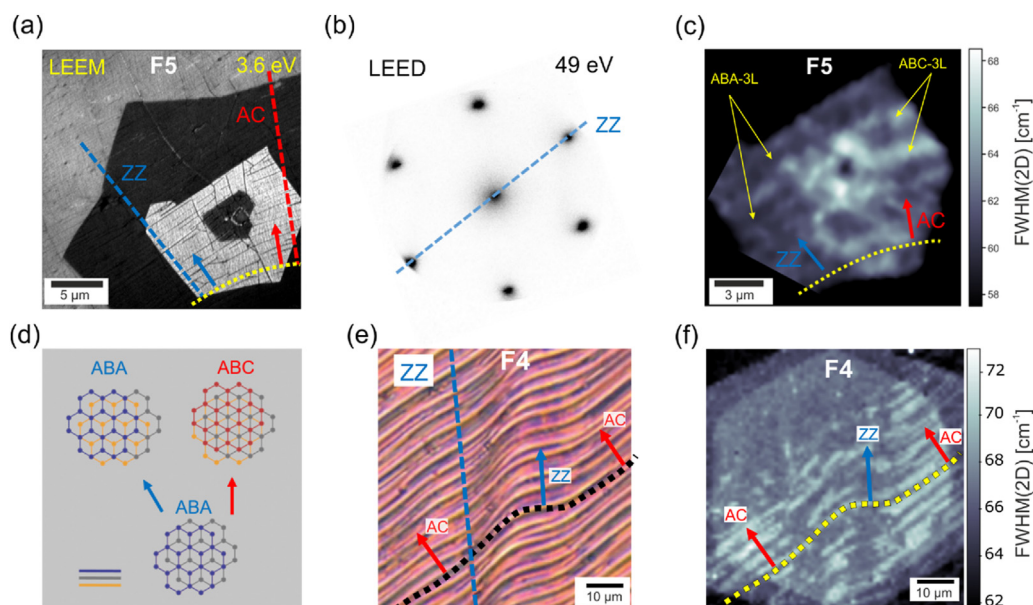 (a)
LEEM F5 3.6 eV
AC
ZZ
5 µm
(b)
LEED 49 eV
ZZ
(c)
F5
ABA-3L ABC-3L
AC
ZZ
3 µm
68
66
64
62
60
58
FWHM(2D) [cm⁻¹]
(d)
ABA ABC
ABA
(e)
ZZ F4
AC
ZZ
AC
10 µm
(f)
F4
ZZ AC
AC
10 µm
72
70
68
66
64
62
FWHM(2D) [cm⁻¹]